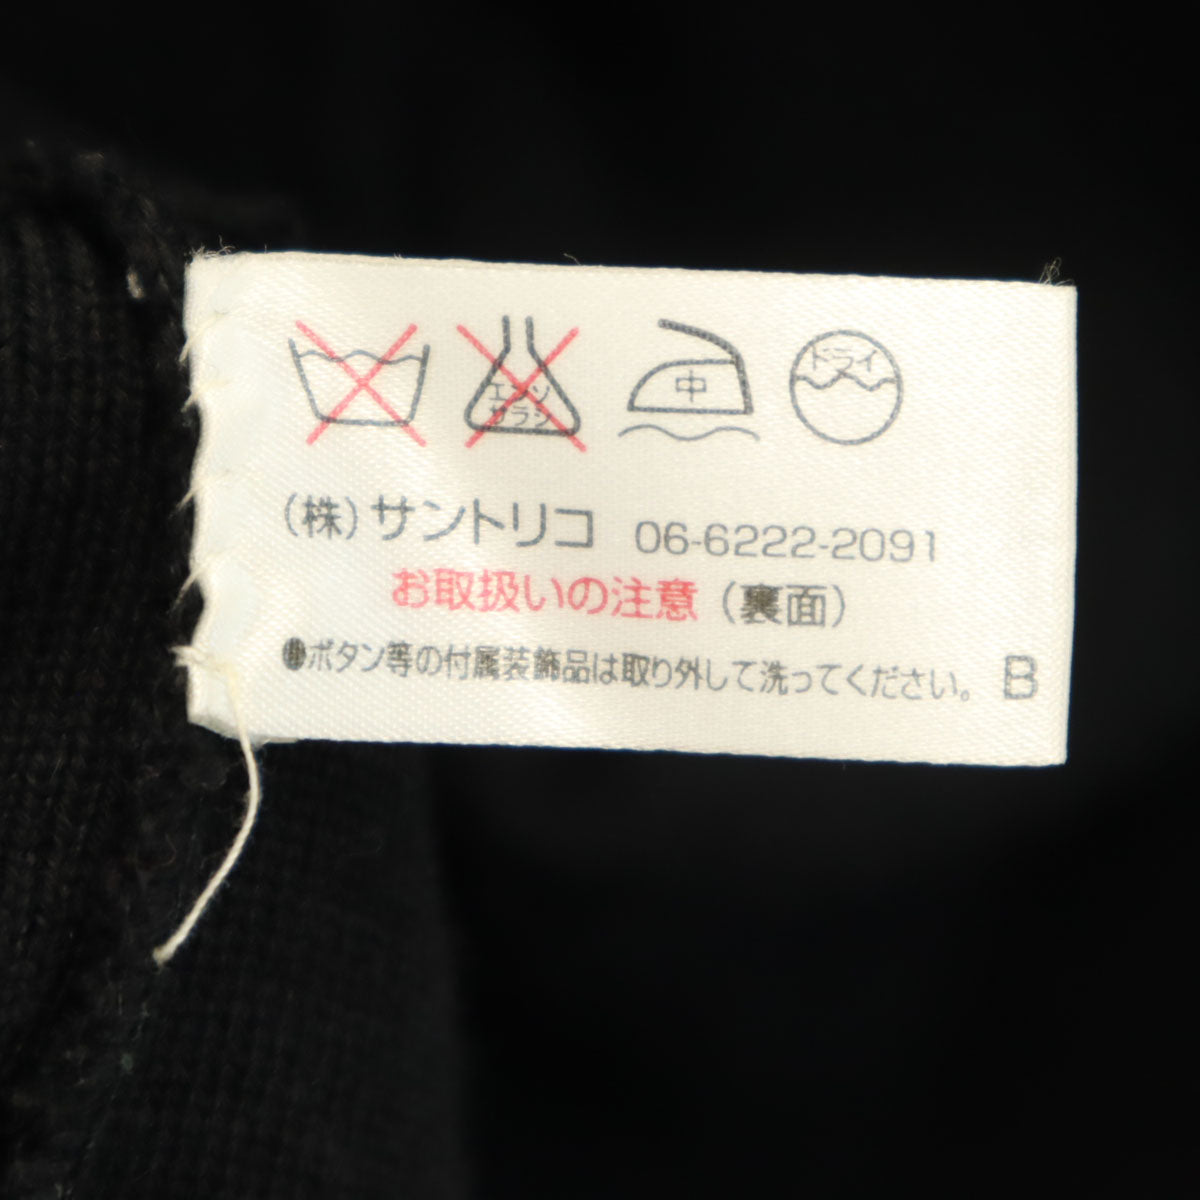 エンソ
サラシ
中
ドライ
(株)サントリコ 06-6222-2091
お取扱いの注意 (裏面)
●ボタン等の付属装飾品は取り外して洗ってください。 B